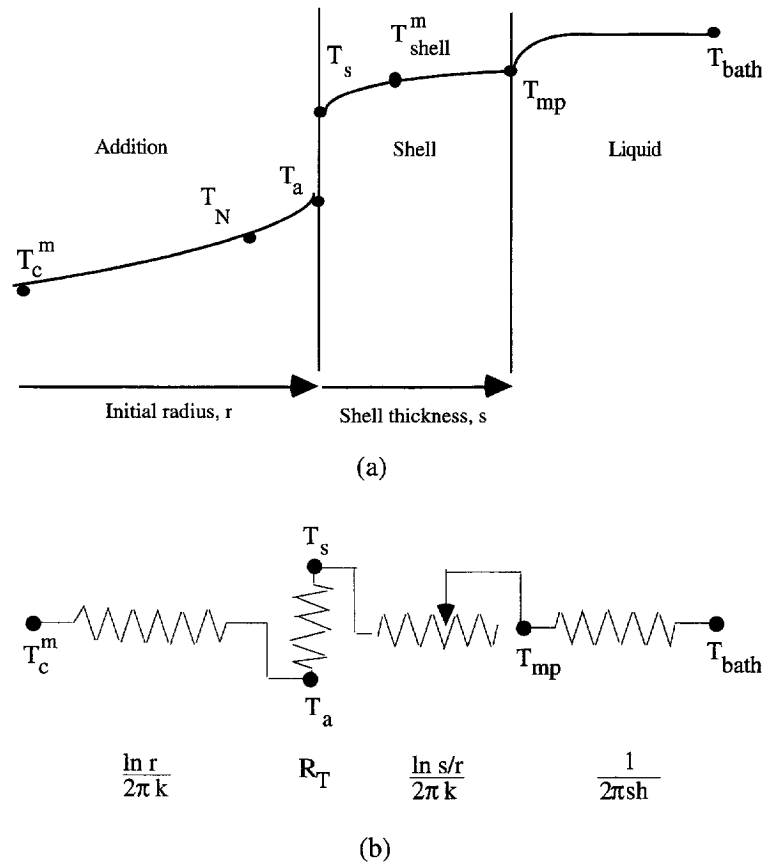 T_s
T^m_shell
T_bath
T_mp
Addition
Shell
Liquid
T_a
T_N
T_c^m
Initial radius, r
Shell thickness, s
(a)
T_s
T_c^m
T_mp
T_bath
T_a
ln r / 2π k
R_T
ln s/r / 2π k
1 / 2πsh
(b)